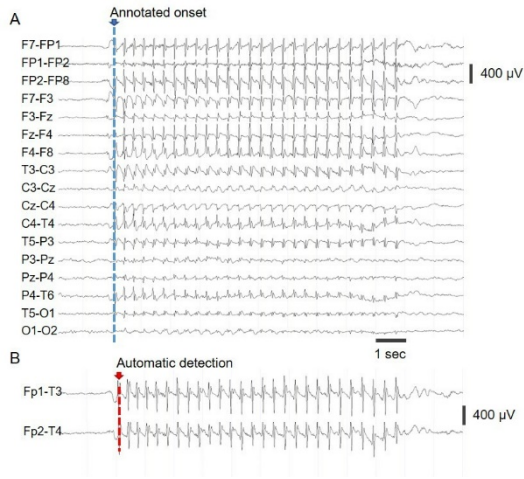 Annotated onset
A
F7-FP1
FP1-FP2
FP2-FP8
400 µV
F7-F3
F3-Fz
Fz-F4
F4-F8
T3-C3
C3-Cz
Cz-C4
C4-T4
T5-P3
P3-Pz
Pz-P4
P4-T6
T5-O1
O1-O2
1 sec
B
Automatic detection
Fp1-T3
400 µV
Fp2-T4